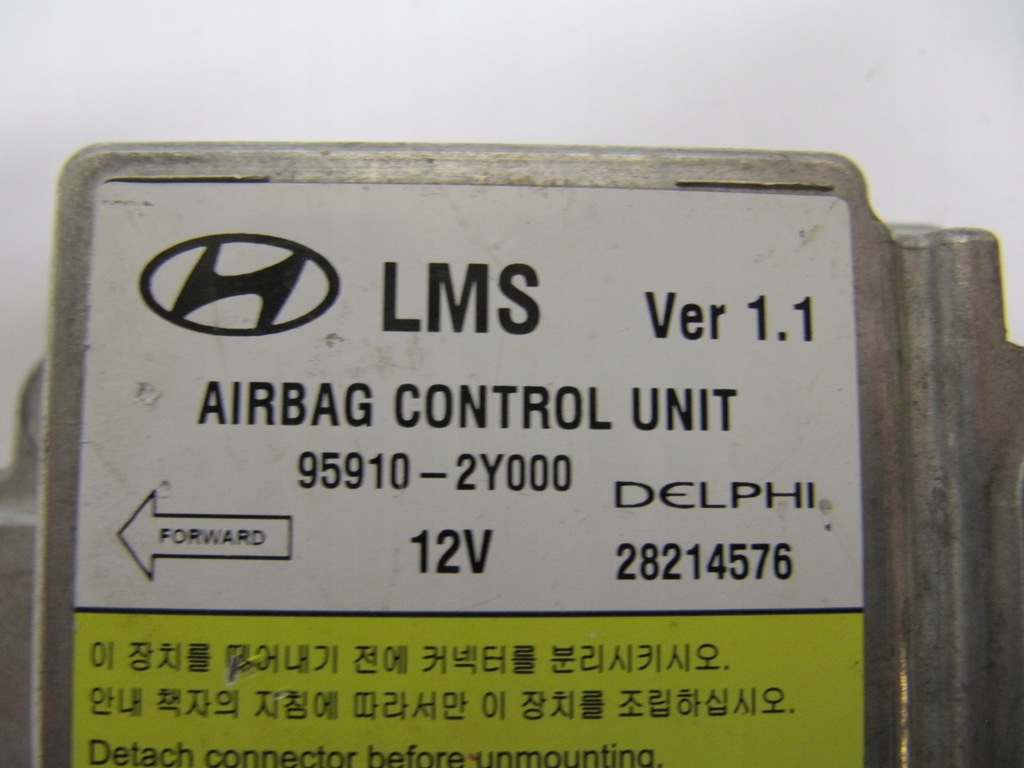 LMS Ver 1.1
AIRBAG CONTROL UNIT
95910-2Y000
DELPHI
FORWARD
12V
28214576
이 장치를 떼어내기 전에 커넥터를 분리시키시오.
안내 책자의 지침에 따라서만 이 장치를 조립하십시오.
Detach connector before unmounting.